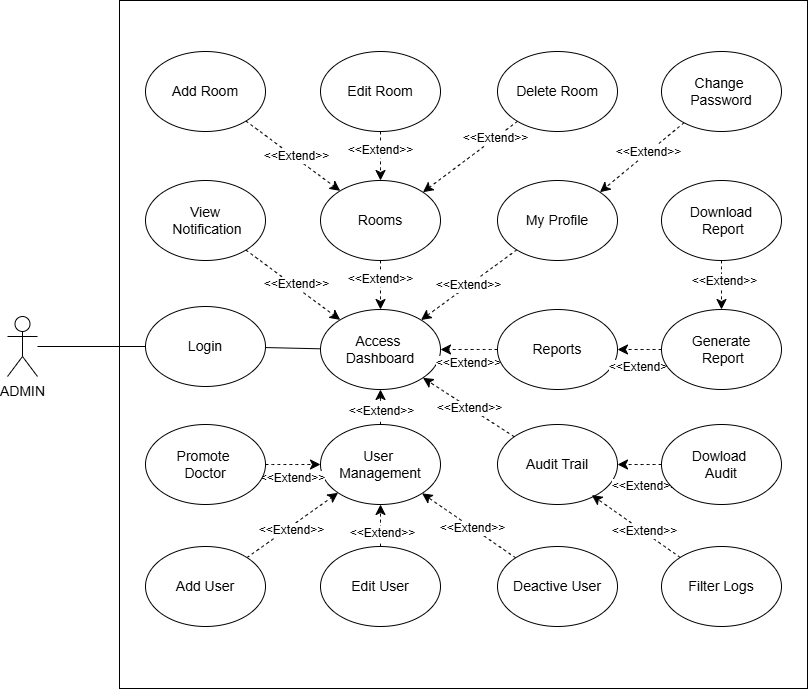 Add Room
Edit Room
Delete Room
Change
Password
<<Extend>>
<<Extend>>
<<Extend>>
<<Extend>>
View
Notification
Rooms
My Profile
Download
Report
<<Extend>>
<<Extend>>
<<Extend>>
<<Extend>>
ADMIN
Login
Access
Dashboard
Reports
Generate
Report
<<Extend>>
<<Extend>
<<Extend>>
<<Extend>>
Promote
Doctor
User
Management
Audit Trail
Dowload
Audit
<<Extend>>
<<Extend>
<<Extend>>
<<Extend>>
<<Extend>>
<<Extend>>
Add User
Edit User
Deactive User
Filter Logs